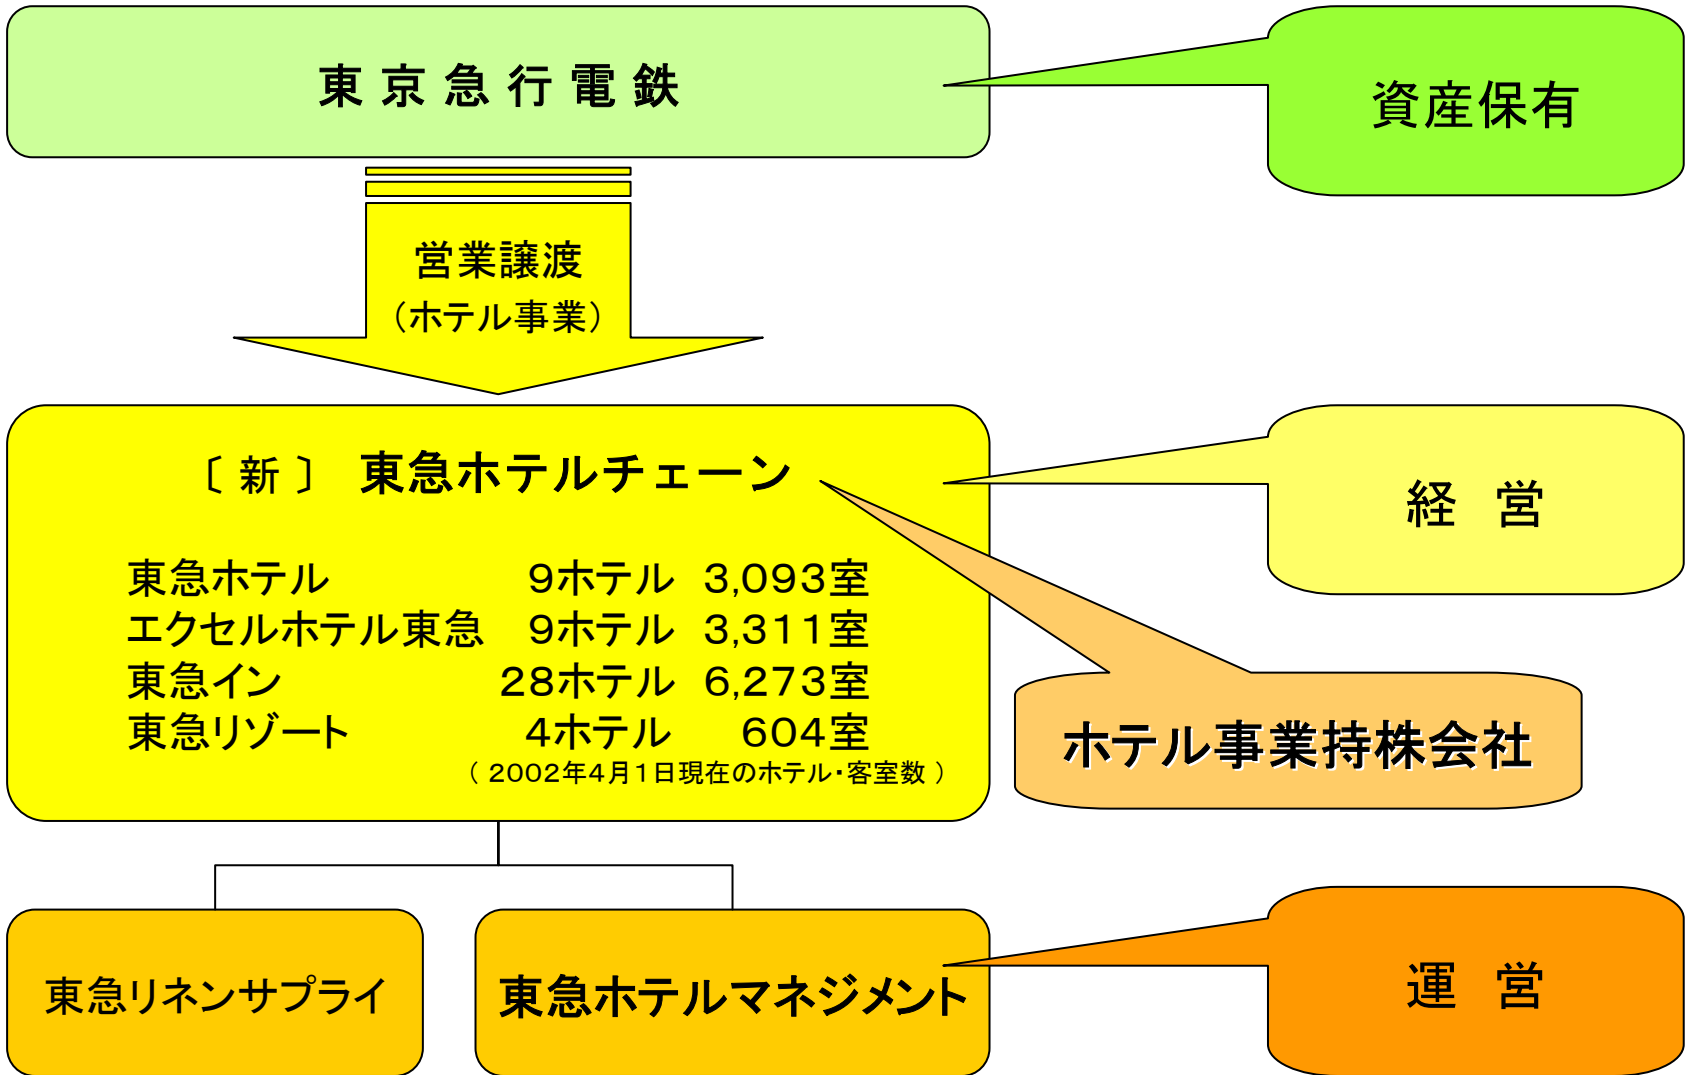 東京急行電鉄
資産保有
営業譲渡
（ホテル事業）
〔 新 〕 東急ホテルチェーン
経　営
東急ホテル　9ホテル　3,093室
エクセルホテル東急　9ホテル　3,311室
東急イン　28ホテル　6,273室
東急リゾート　4ホテル　604室
（ 2002年4月1日現在のホテル・客室数 ）
ホテル事業持株会社
東急リネンサプライ
東急ホテルマネジメント
運　営